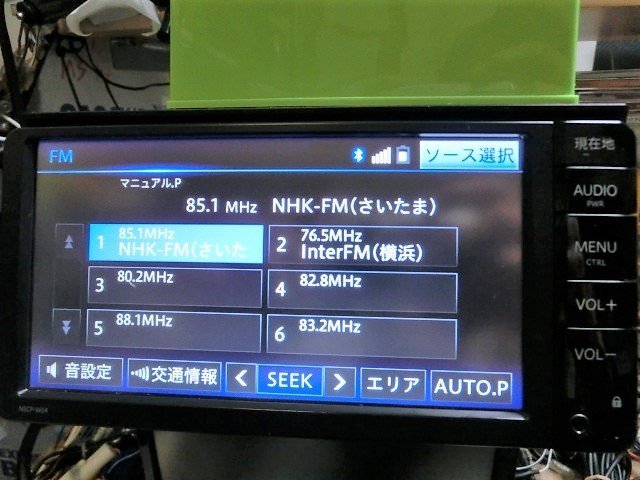 FM
ソース選択
マニュアル.P
85.1 MHz NHK-FM(さいたま)
1 85.1MHz
NHK-FM(さいた
2 76.5MHz
InterFM(横浜)
3 80.2MHz
4 82.8MHz
5 88.1MHz
6 83.2MHz
音設定
交通情報
< SEEK >
エリア
AUTO.P
現在地
AUDIO
PWR
MENU
CTRL
VOL+
VOL-
NSCP-W64